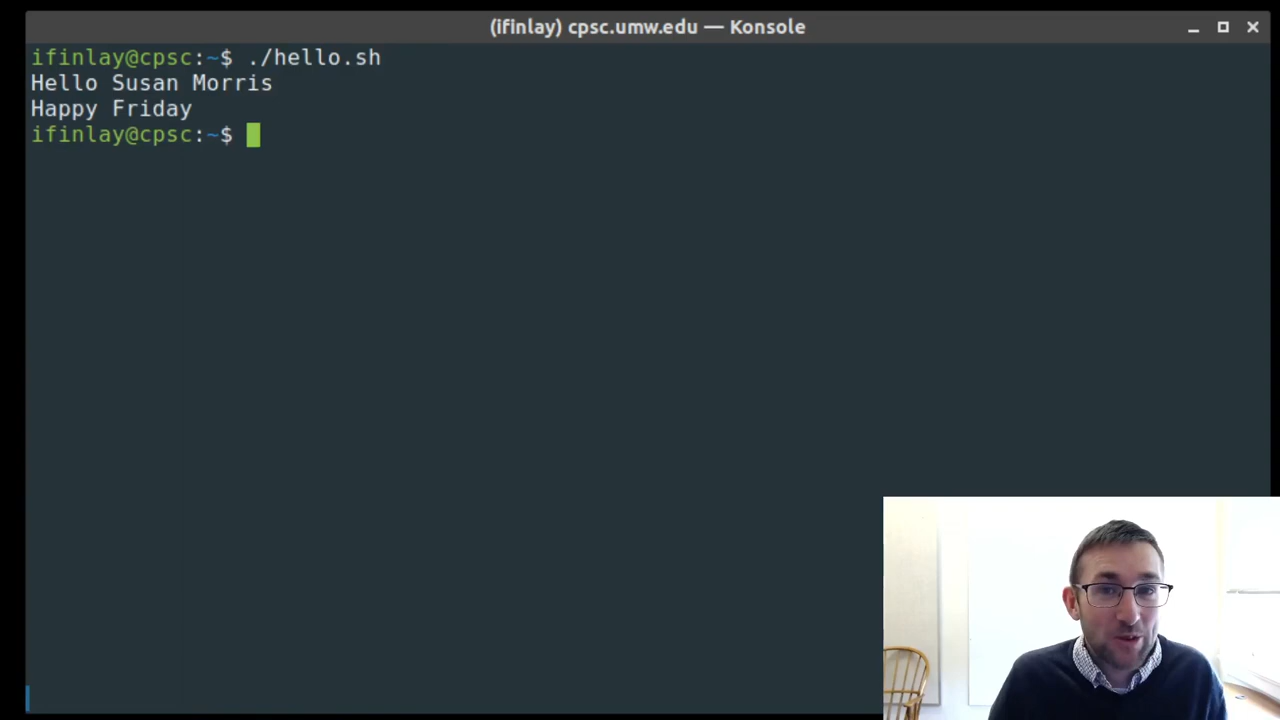 (ifinlay) cpsc.umw.edu — Konsole
ifinlay@cpsc:~$ ./hello.sh
Hello Susan Morris
Happy Friday
ifinlay@cpsc:~$